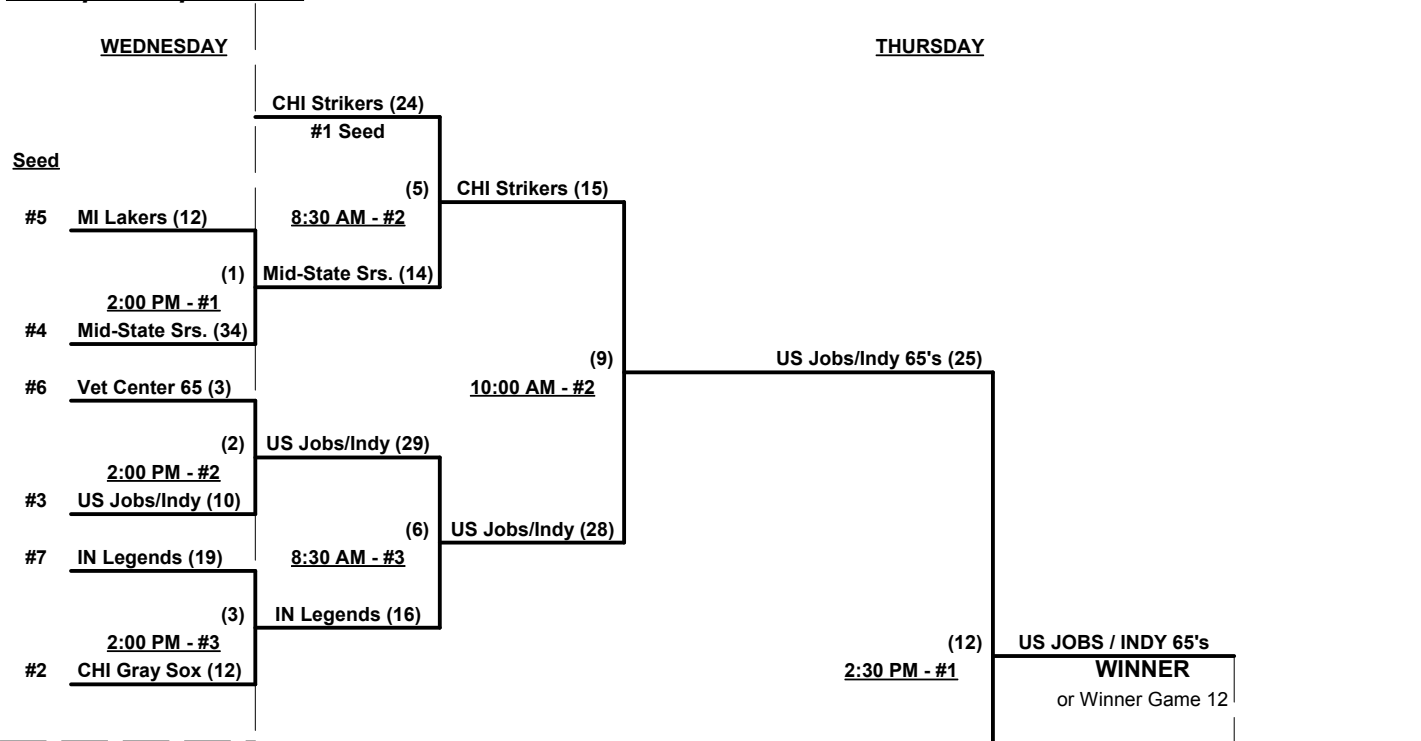 WEDNESDAY
THURSDAY
CHI Strikers (24)
#1 Seed
Seed
(5)
CHI Strikers (15)
#5 MI Lakers (12)
8:30 AM - #2
(1)
Mid-State Srs. (14)
2:00 PM - #1
#4 Mid-State Srs. (34)
(9)
US Jobs/Indy 65's (25)
#6 Vet Center 65 (3)
10:00 AM - #2
(2)
US Jobs/Indy (29)
2:00 PM - #2
#3 US Jobs/Indy (10)
(6)
US Jobs/Indy (28)
#7 IN Legends (19)
8:30 AM - #3
(3)
IN Legends (16)
2:00 PM - #3
(12)
US JOBS / INDY 65's
#2 CHI Gray Sox (12)
2:30 PM - #1
WINNER
or Winner Game 12